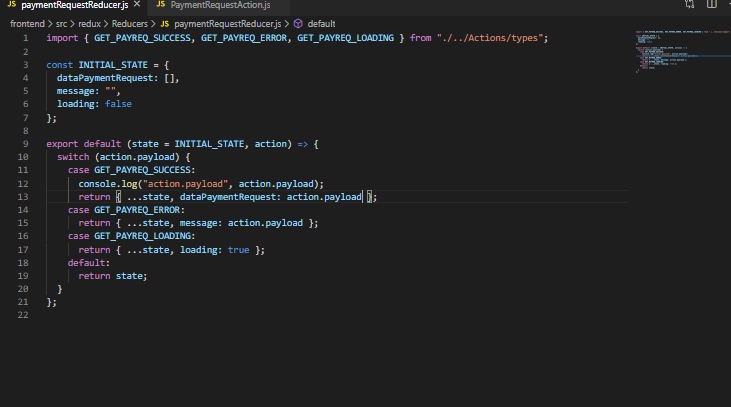 JS paymentRequestReducer.js X JS PaymentRequestAction.js
frontend > src > redux > Reducers > JS paymentRequestReducer.js > default
1 import { GET_PAYREQ_SUCCESS, GET_PAYREQ_ERROR, GET_PAYREQ_LOADING } from "./../Actions/types";
2
3 const INITIAL_STATE = {
4 dataPaymentRequest: [],
5 message: "",
6 loading: false
7 };
8
9 export default (state = INITIAL_STATE, action) => {
10 switch (action.payload) {
11 case GET_PAYREQ_SUCCESS:
12 console.log("action.payload", action.payload);
13 return { ...state, dataPaymentRequest: action.payload };
14 case GET_PAYREQ_ERROR:
15 return { ...state, message: action.payload };
16 case GET_PAYREQ_LOADING:
17 return { ...state, loading: true };
18 default:
19 return state;
20 }
21 };
22